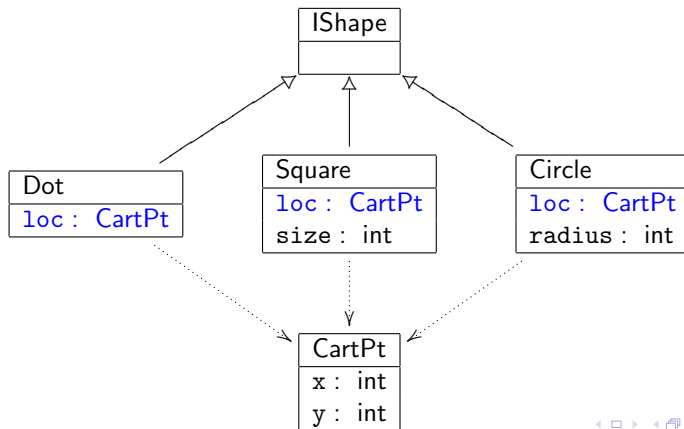 IShape
Dot
loc : CartPt
Square
loc : CartPt
size : int
Circle
loc : CartPt
radius : int
CartPt
x : int
y : int